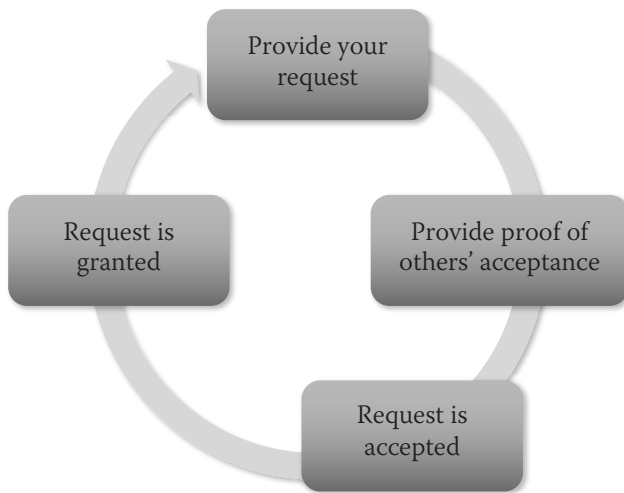 Provide your
request
Provide proof of
others’ acceptance
Request is
accepted
Request is
granted